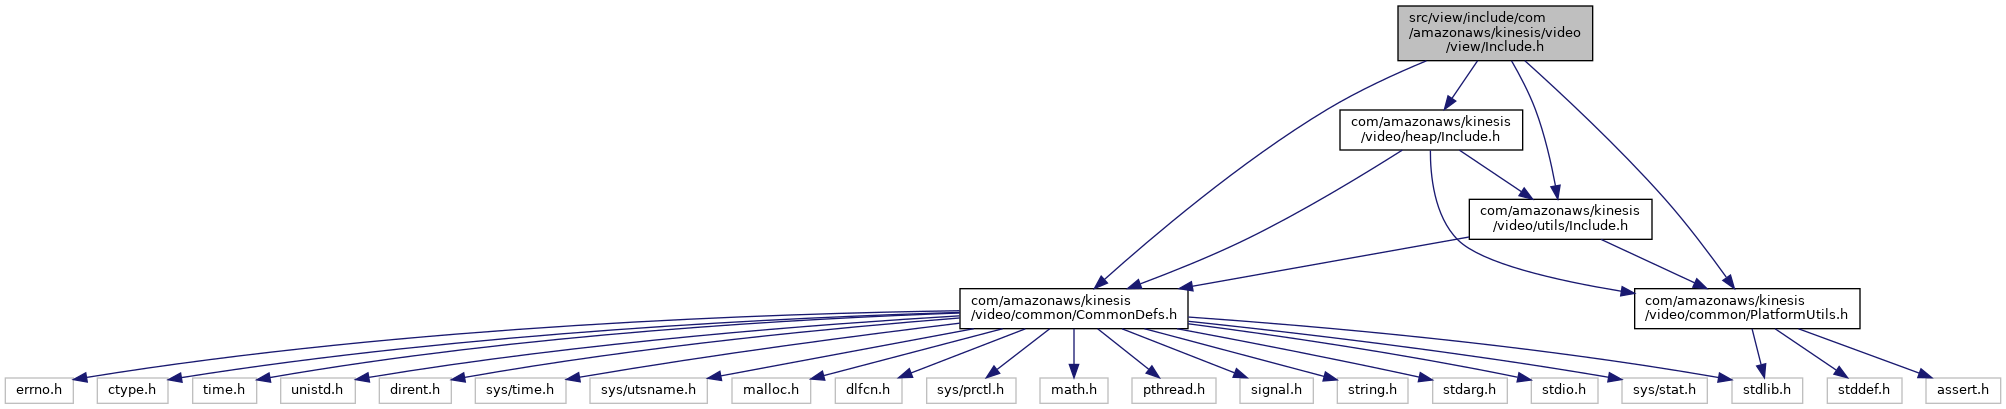 src/view/include/com
/amazonaws/kinesis/video
/view/Include.h
com/amazonaws/kinesis
/video/heap/Include.h
com/amazonaws/kinesis
/video/utils/Include.h
com/amazonaws/kinesis
/video/common/CommonDefs.h
com/amazonaws/kinesis
/video/common/PlatformUtils.h
errno.h
ctype.h
time.h
unistd.h
dirent.h
sys/time.h
sys/utsname.h
malloc.h
dlfcn.h
sys/prctl.h
math.h
pthread.h
signal.h
string.h
stdarg.h
stdio.h
sys/stat.h
stdlib.h
stddef.h
assert.h